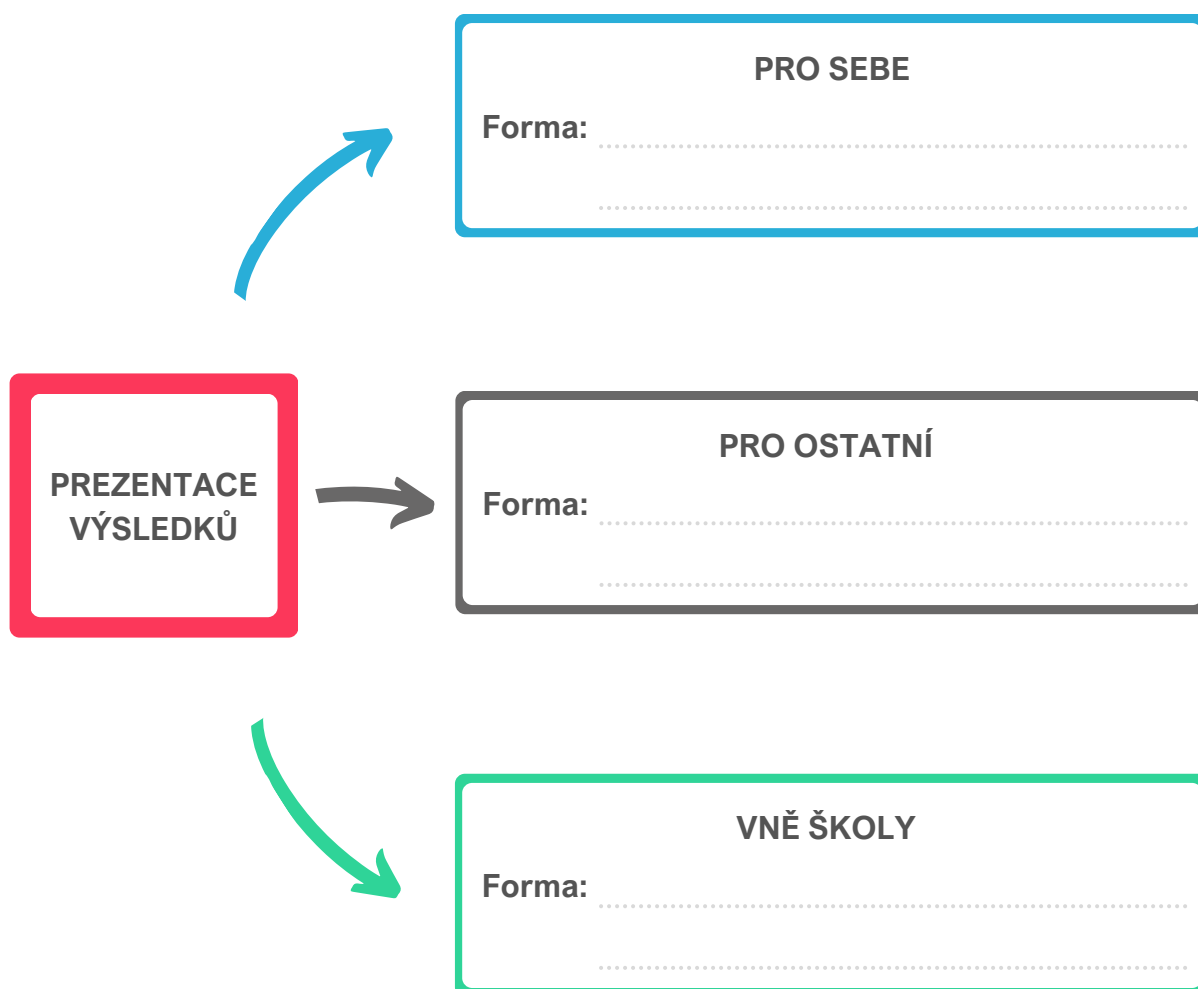 PRO SEBE
Forma:
PREZENTACE
VÝSLEDKŮ
PRO OSTATNÍ
Forma:
VNĚ ŠKOLY
Forma: